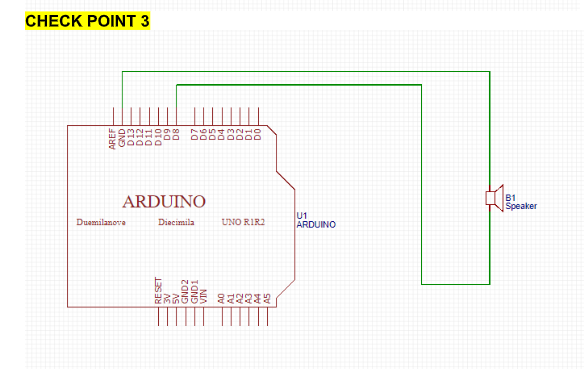 CHECK POINT 3
AREF
GND
D13
D12
D11
D10
D9
D8
D7
D6
D5
D4
D3
D2
D1
D0
ARDUINO
Duemilanove Diecimila UNO R1R2
U1
ARDUINO
B1
Speaker
RESET
3V
5V
GND2
GND1
VIN
A0
A1
A2
A3
A4
A5